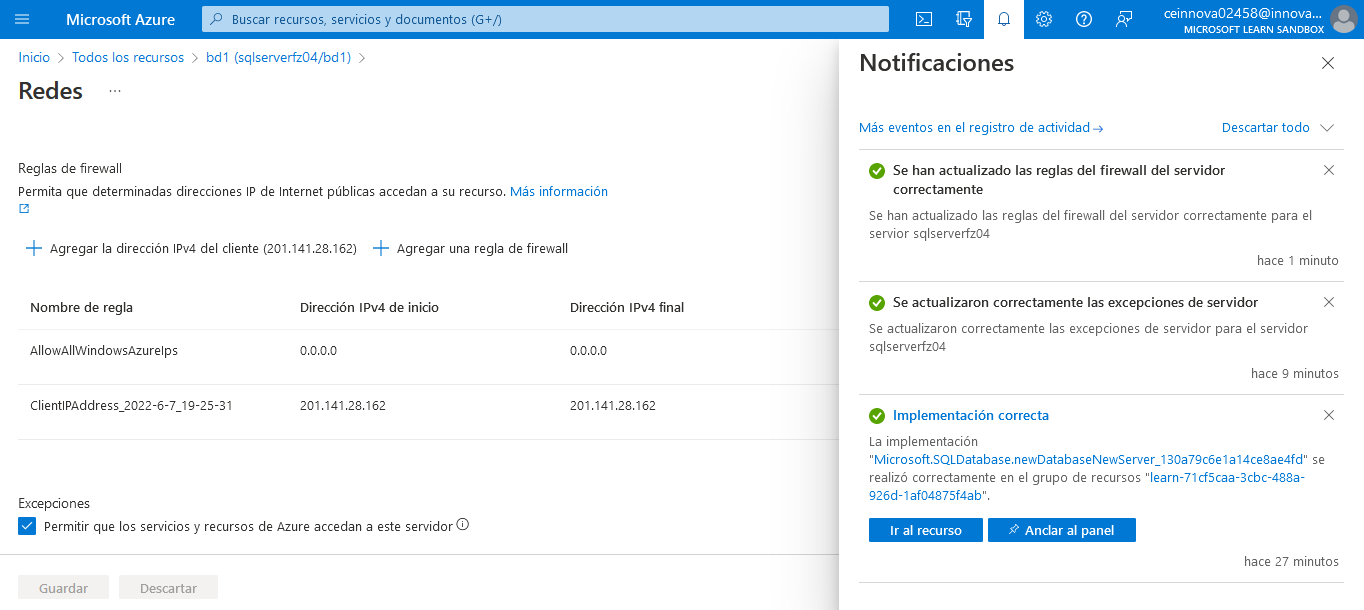 Microsoft Azure
Buscar recursos, servicios y documentos (G+/)
ceinnova02458@innova...
MICROSOFT LEARN SANDBOX
Inicio > Todos los recursos > bd1 (sqlserverfz04/bd1) >
Redes ...
Reglas de firewall
Permita que determinadas direcciones IP de Internet públicas accedan a su recurso. Más información
+ Agregar la dirección IPv4 del cliente (201.141.28.162) + Agregar una regla de firewall
Nombre de regla Dirección IPv4 de inicio Dirección IPv4 final
AllowAllWindowsAzureIps 0.0.0.0 0.0.0.0
ClientIPAddress_2022-6-7_19-25-31 201.141.28.162 201.141.28.162
Excepciones
Permitir que los servicios y recursos de Azure accedan a este servidor
Guardar Descartar
Notificaciones
Más eventos en el registro de actividad → Descartar todo
Se han actualizado las reglas del firewall del servidor
correctamente
Se han actualizado las reglas del firewall del servidor correctamente para el
servior sqlserverfz04
hace 1 minuto
Se actualizaron correctamente las excepciones de servidor
Se actualizaron correctamente las excepciones de servidor para el servidor
sqlserverfz04
hace 9 minutos
Implementación correcta
La implementación
"Microsoft.SQLDatabase.newDatabaseNewServer_130a79c6e1a14ce8ae4fd" se
realizó correctamente en el grupo de recursos "learn-71cf5caa-3cbc-488a-
926d-1af04875f4ab".
Ir al recurso Anclar al panel
hace 27 minutos